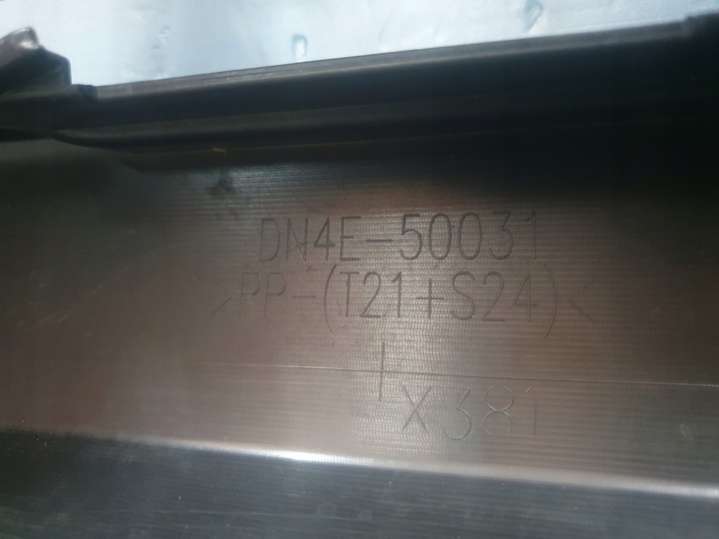 DN4E-50031
>PP-(T21+S24)<
X381